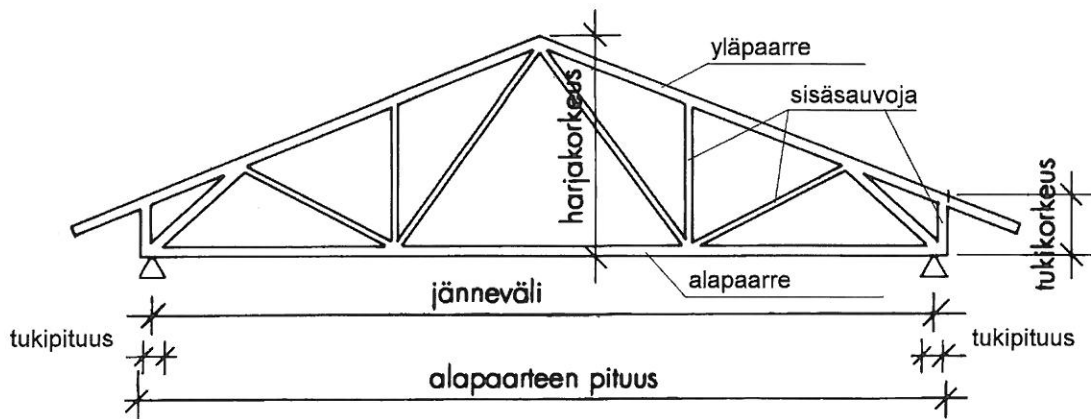 yläpaarre
sisäsauvoja
harjakorkeus
tukikorkeus
alapaarre
jänneväli
tukipituus
tukipituus
alapaarteen pituus